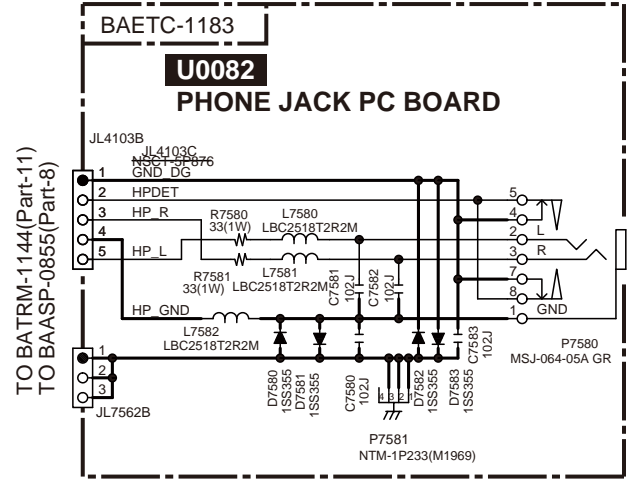 BAETC-1183
U0082
PHONE JACK PC BOARD
TO BATRM-1144(Part-11)
TO BAASP-0855(Part-8)
JL4103B
JL4103C
NSCT-5P876
1 GND_DG
2 HPDET
3 HP_R
4
5 HP_L
R7580
33(1W)
L7580
LBC2518T2R2M
R7581
33(1W)
L7581
LBC2518T2R2M
C7581
102J
C7582
102J
HP_GND
L7582
LBC2518T2R2M
5
4
2 L
3 R
7
8
1 GND
P7580
MSJ-064-05A GR
1
2
3
JL7562B
D7580
1SS355
D7581
1SS355
C7580
102J
D7582
1SS355
D7583
1SS355
C7583
102J
4 3 2 1
P7581
NTM-1P233(M1969)